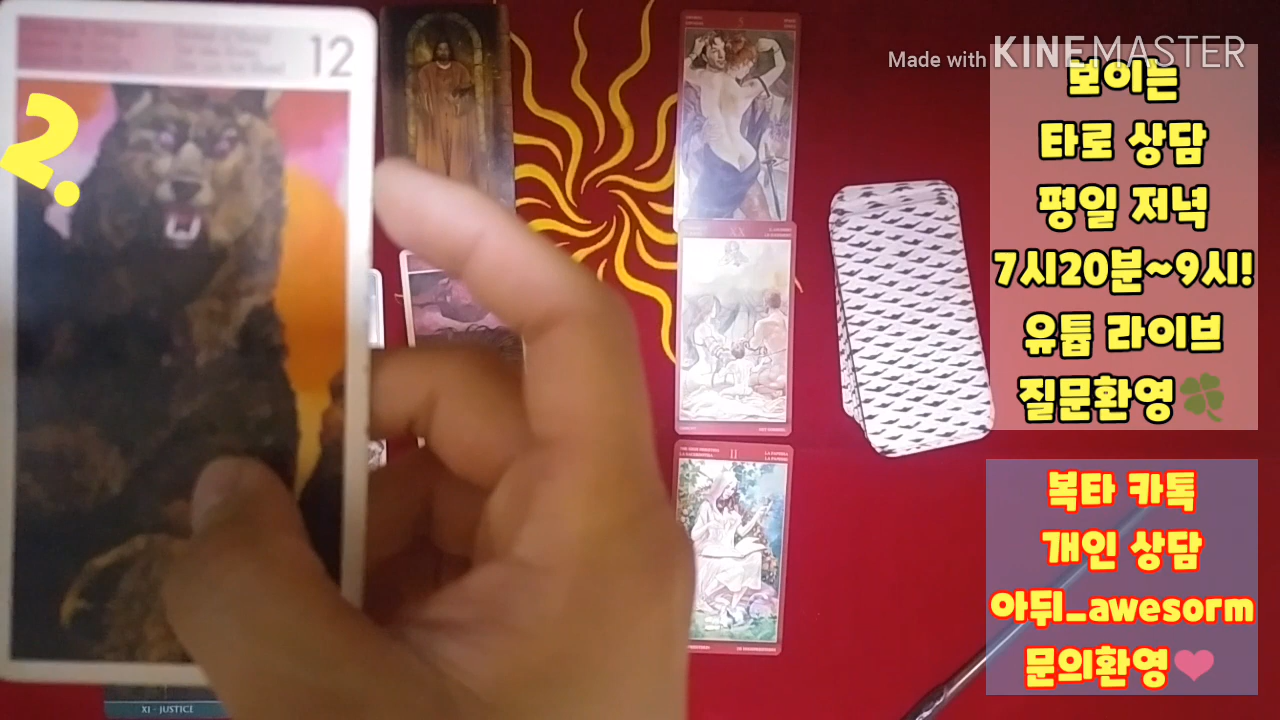 12
2.
Made with KINEMASTER
보이는
타로 상담
평일 저녁
7시20분~9시!
유튭 라이브
질문환영🍀
XX
복타 카톡
개인 상담
아뒤_awesorm
문의환영❤
II
XI - JUSTICE